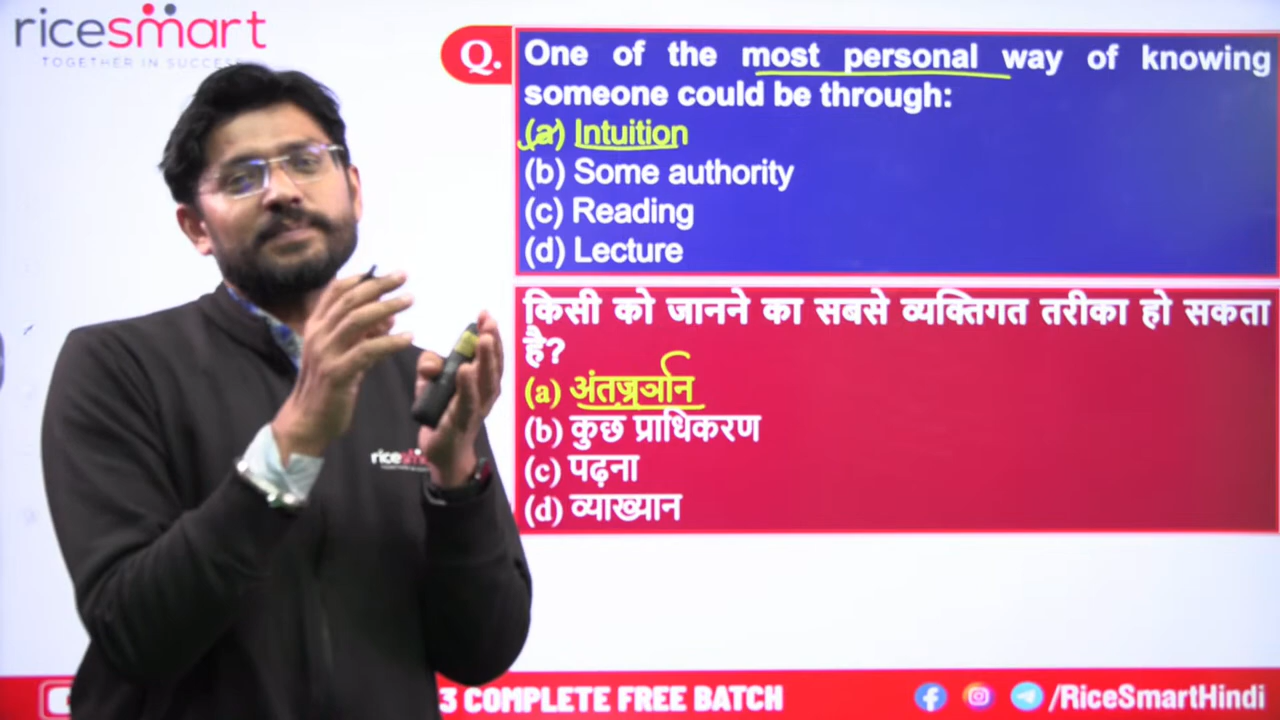 ricesmart
TOGETHER IN SUCCESS
Q. One of the most personal way of knowing
someone could be through:
(a) Intuition
(b) Some authority
(c) Reading
(d) Lecture
किसी को जानने का सबसे व्यक्तिगत तरीका हो सकता
है?
(a) अंतज्र्ञान
(b) कुछ प्राधिकरण
(c) पढ़ना
(d) व्याख्यान
3 COMPLETE FREE BATCH
/RiceSmartHindi